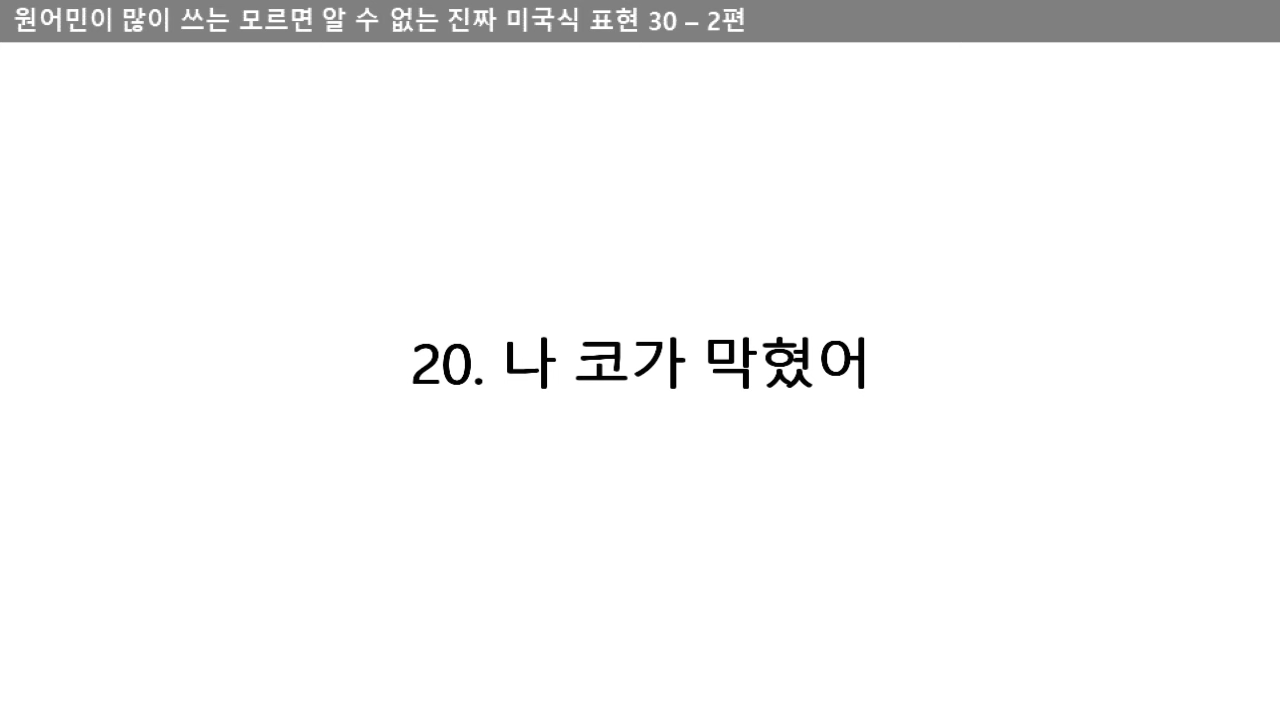 원어민이 많이 쓰는 모르면 알 수 없는 진짜 미국식 표현 30 – 2편
20. 나 코가 막혔어